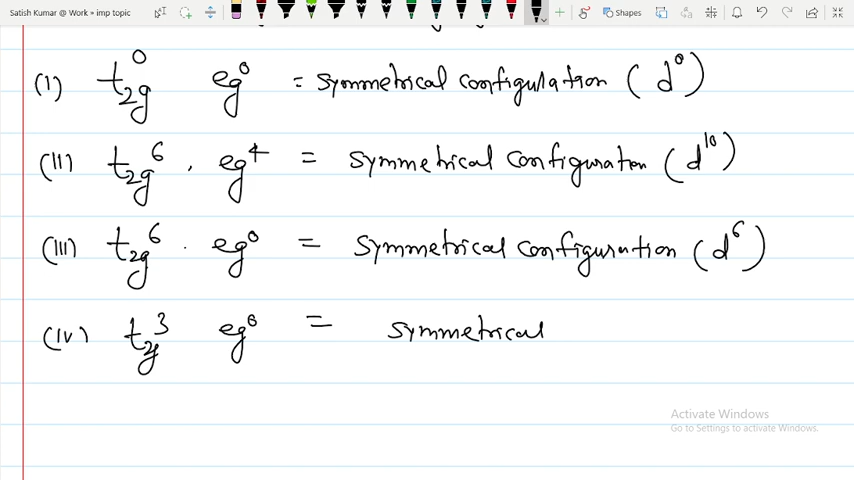 Satish Kumar @ Work » imp topic
Shapes
(I) t₂g⁰ eg⁰ = symmetrical configuration (d⁰)
(II) t₂g⁶ . eg⁴ = symmetrical configuration (d¹⁰)
(III) t₂g⁶ . eg⁰ = symmetrical configuration (d⁶)
(IV) t₂g³ eg⁰ = symmetrical
Activate Windows
Go to Settings to activate Windows.